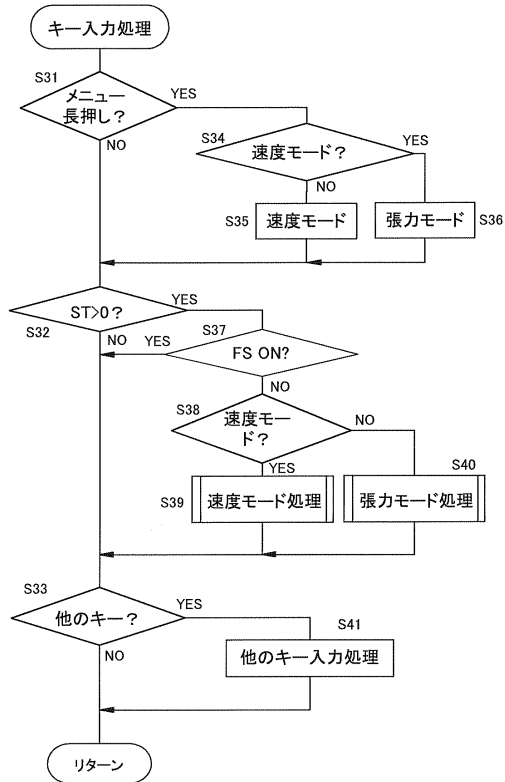 キー入力処理
S31
メニュー
長押し?
YES
NO
S34
速度モード?
YES
NO
S35
速度モード
張力モード
S36
ST>0?
YES
S32
NO
S37
YES
FS ON?
NO
S38
速度モー
ド?
NO
YES
S39
速度モード処理
S40
張力モード処理
S33
他のキー?
YES
NO
S41
他のキー入力処理
リターン